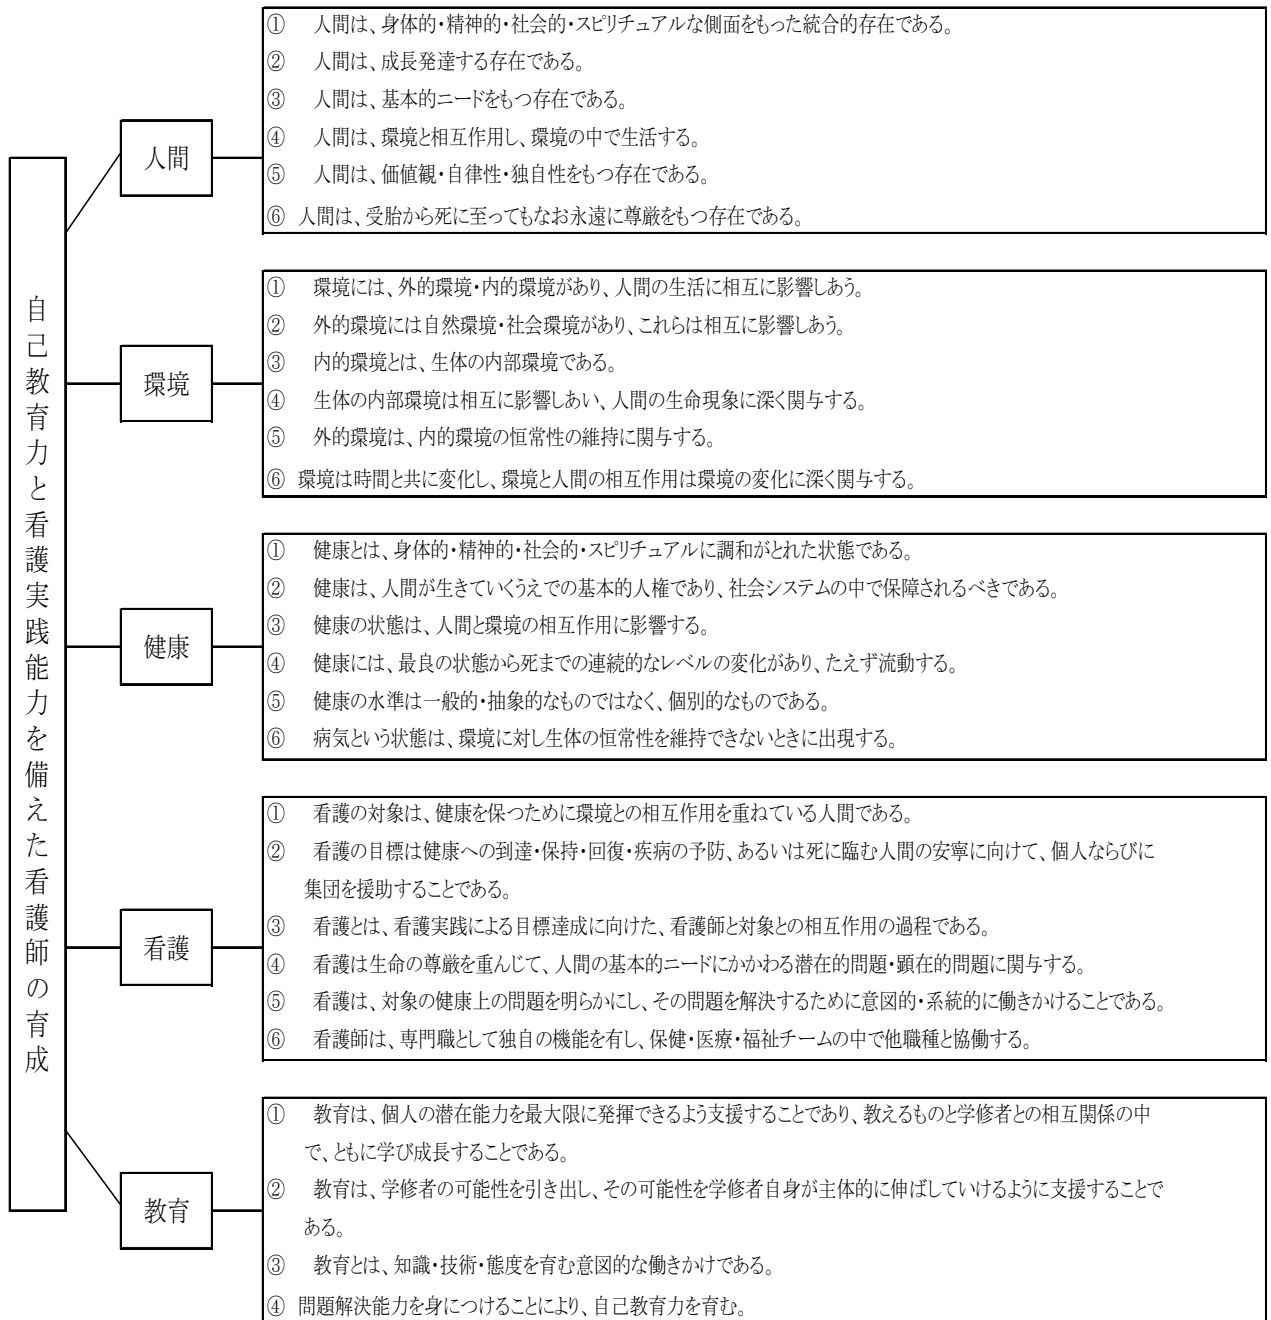 自己教育力と看護実践能力を備えた看護師の育成
人間
① 人間は、身体的・精神的・社会的・スピリチュアルな側面をもった統合的存在である。
② 人間は、成長発達する存在である。
③ 人間は、基本的ニードをもつ存在である。
④ 人間は、環境と相互作用し、環境の中で生活する。
⑤ 人間は、価値観・自律性・独自性をもつ存在である。
⑥ 人間は、受胎から死に至ってもなお永遠に尊厳をもつ存在である。
環境
① 環境には、外的環境・内的環境があり、人間の生活に相互に影響しあう。
② 外的環境には自然環境・社会環境があり、これらは相互に影響しあう。
③ 内的環境とは、生体の内部環境である。
④ 生体の内部環境は相互に影響しあい、人間の生命現象に深く関与する。
⑤ 外的環境は、内的環境の恒常性の維持に関与する。
⑥ 環境は時間と共に変化し、環境と人間の相互作用は環境の変化に深く関与する。
健康
① 健康とは、身体的・精神的・社会的・スピリチュアルに調和がとれた状態である。
② 健康は、人間が生きていくうえでの基本的人権であり、社会システムの中で保障されるべきである。
③ 健康の状態は、人間と環境の相互作用に影響する。
④ 健康には、最良の状態から死までの連続的なレベルの変化があり、たえず流動する。
⑤ 健康の水準は一般的・抽象的なものではなく、個別的なものである。
⑥ 病気という状態は、環境に対し生体の恒常性を維持できないときに出現する。
看護
① 看護の対象は、健康を保つために環境との相互作用を重ねている人間である。
② 看護の目標は健康への到達・保持・回復・疾病の予防、あるいは死に臨む人間の安寧に向けて、個人ならびに
集団を援助することである。
③ 看護とは、看護実践による目標達成に向けた、看護師と対象との相互作用の過程である。
④ 看護は生命の尊厳を重んじて、人間の基本的ニードにかかわる潜在的問題・顕在的問題に関与する。
⑤ 看護は、対象の健康上の問題を明らかにし、その問題を解決するために意図的・系統的に働きかけることである。
⑥ 看護師は、専門職として独自の機能を有し、保健・医療・福祉チームの中で他職種と協働する。
教育
① 教育は、個人の潜在能力を最大限に発揮できるよう支援することであり、教えるものと学修者との相互関係の中
で、ともに学び成長することである。
② 教育は、学修者の可能性を引き出し、その可能性を学修者自身が主体的に伸ばしていけるように支援することで
ある。
③ 教育とは、知識・技術・態度を育む意図的な働きかけである。
④ 問題解決能力を身につけることにより、自己教育力を育む。